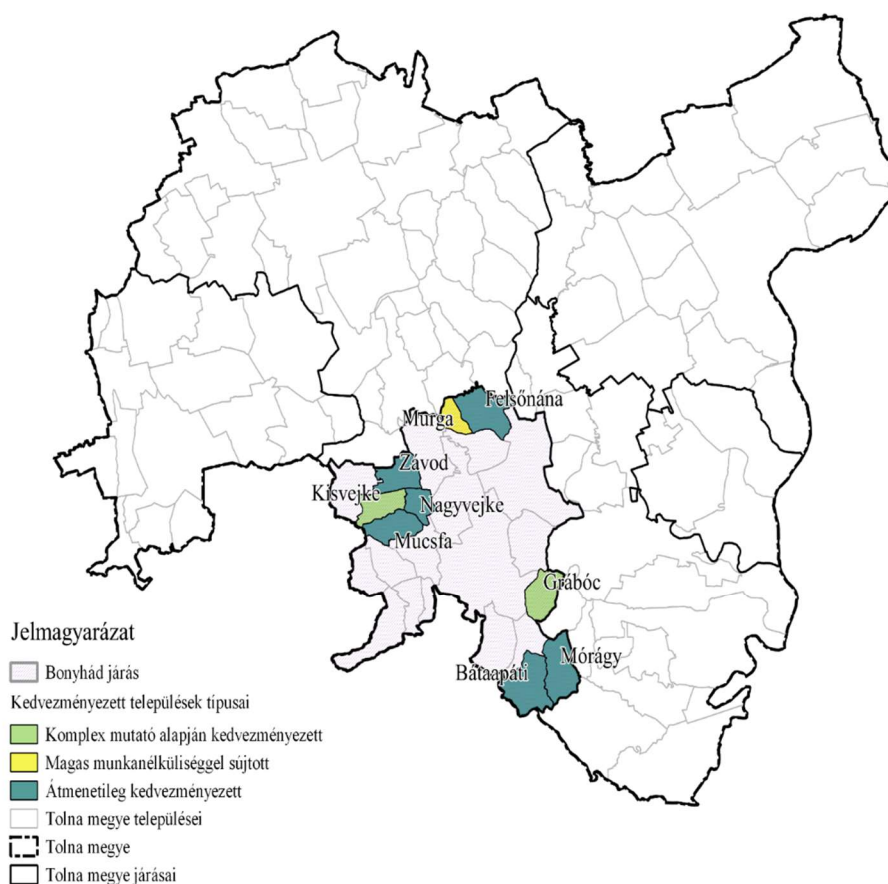 Felsőnána
Murga
Závod
Kisvejke
Nagyvejke
Mucsfa
Grábóc
Mórágy
Bátaapáti
Jelmagyarázat
Bonyhád járás
Kedvezményezett települések típusai
Komplex mutató alapján kedvezményezett
Magas munkanélküliséggel sújtott
Átmenetileg kedvezményezett
Tolna megye települései
Tolna megye
Tolna megye járásai